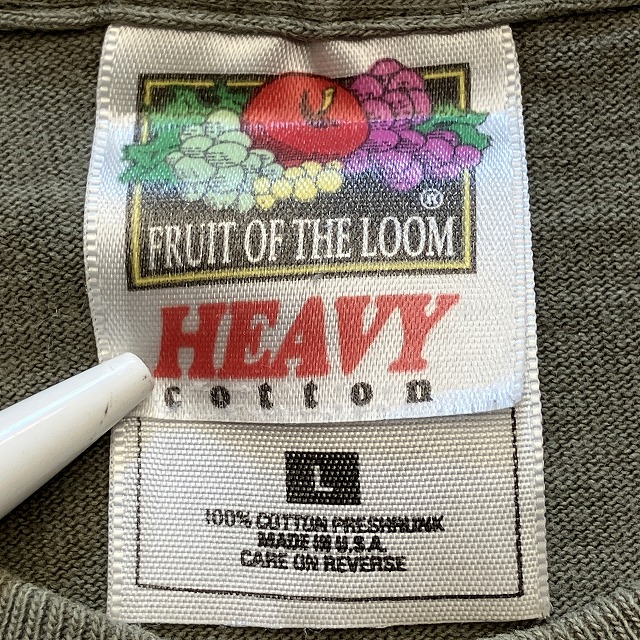 ®
FRUIT OF THE LOOM
HEAVY
cotton
L
100% COTTON PRESHRUNK
MADE IN U.S.A.
CARE ON REVERSE